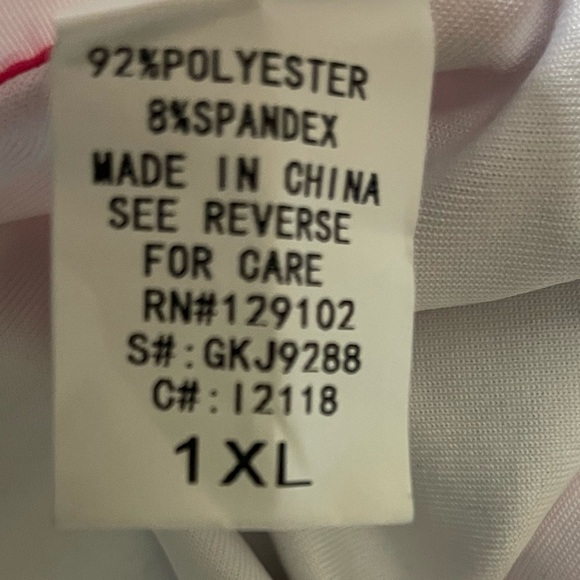 92%POLYESTER
8%SPANDEX
MADE IN CHINA
SEE REVERSE
FOR CARE
RN#129102
S#:GKJ9288
C#:I2118
1XL